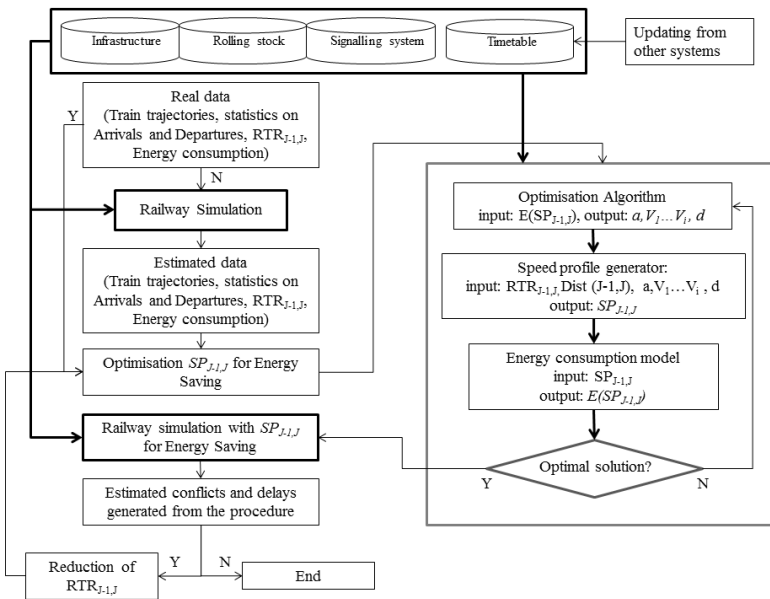 Infrastructure
Rolling stock
Signalling system
Timetable
Updating from
other systems
Real data
(Train trajectories, statistics on
Arrivals and Departures, RTR_{J-1,J},
Energy consumption)
Y
N
Railway Simulation
Estimated data
(Train trajectories, statistics on
Arrivals and Departures, RTR_{J-1,J},
Energy consumption)
Optimisation SP_{J-1,J} for Energy
Saving
Railway simulation with SP_{J-1,J}
for Energy Saving
Estimated conflicts and delays
generated from the procedure
Y
N
Reduction of
RTR_{J-1,J}
End
Optimisation Algorithm
input: E(SP_{J-1,J}), output: a,V_1…V_i, d
Speed profile generator:
input: RTR_{J-1,J,}Dist (J-1,J), a,V_1…V_i , d
output: SP_{J-1,J}
Energy consumption model
input: SP_{J-1,J}
output: E(SP_{J-1,J})
Optimal solution?
Y
N